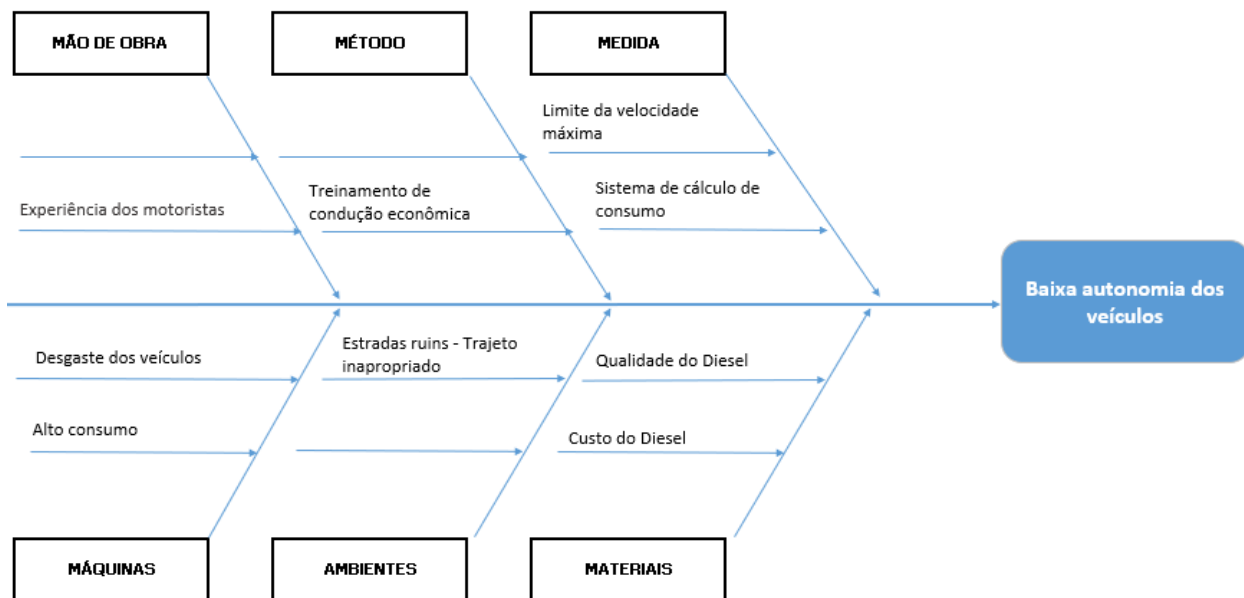 MÃO DE OBRA
MÉTODO
MEDIDA
Limite da velocidade
máxima
Experiência dos motoristas
Treinamento de
condução econômica
Sistema de cálculo de
consumo
Baixa autonomia dos
veículos
Desgaste dos veículos
Estradas ruins - Trajeto
inapropriado
Qualidade do Diesel
Alto consumo
Custo do Diesel
MÁQUINAS
AMBIENTES
MATERIAIS